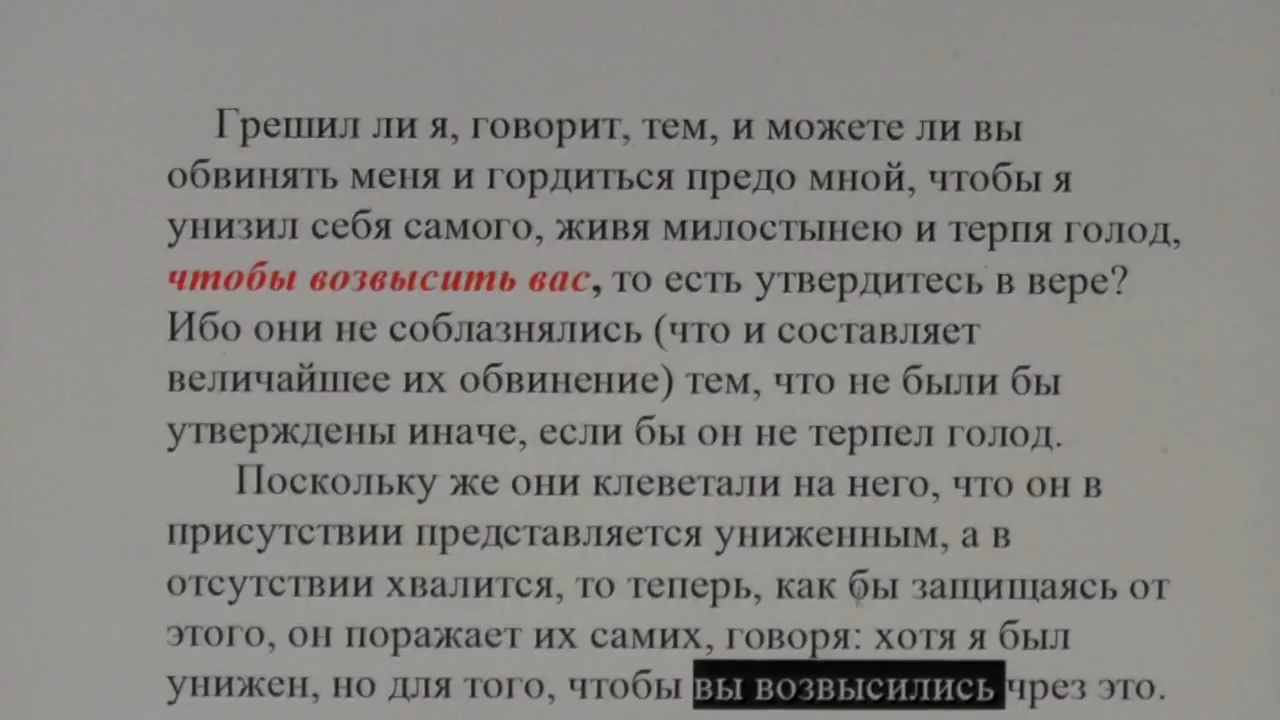 Грешил ли я, говорит, тем, и можете ли вы
обвинять меня и гордиться предо мной, чтобы я
унизил себя самого, живя милостынею и терпя голод,
чтобы возвысить вас, то есть утвердитесь в вере?
Ибо они не соблазнялись (что и составляет
величайшее их обвинение) тем, что не были бы
утверждены иначе, если бы он не терпел голод.
Поскольку же они клеветали на него, что он в
присутствии представляется униженным, а в
отсутствии хвалится, то теперь, как бы защищаясь от
этого, он поражает их самих, говоря: хотя я был
унижен, но для того, чтобы вы возвысились чрез это.